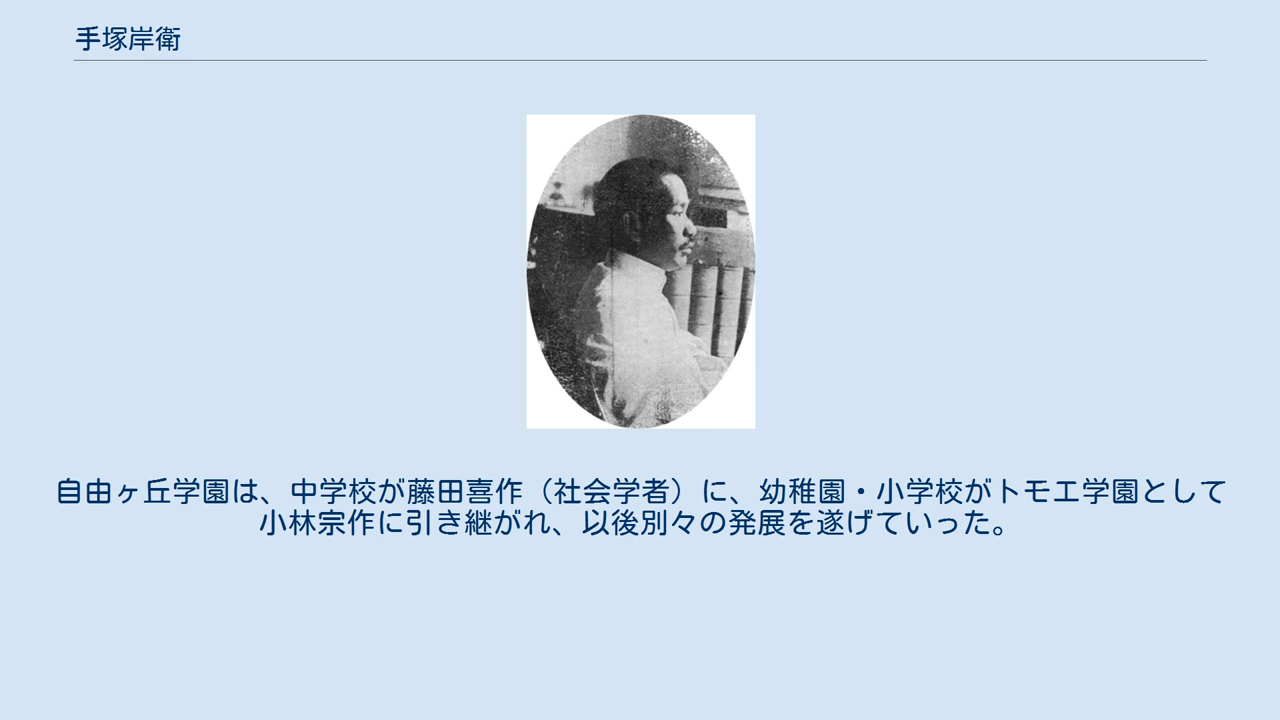 手塚岸衛
自由ヶ丘学園は、中学校が藤田喜作（社会学者）に、幼稚園・小学校がトモエ学園として
小林宗作に引き継がれ、以後別々の発展を遂げていった。